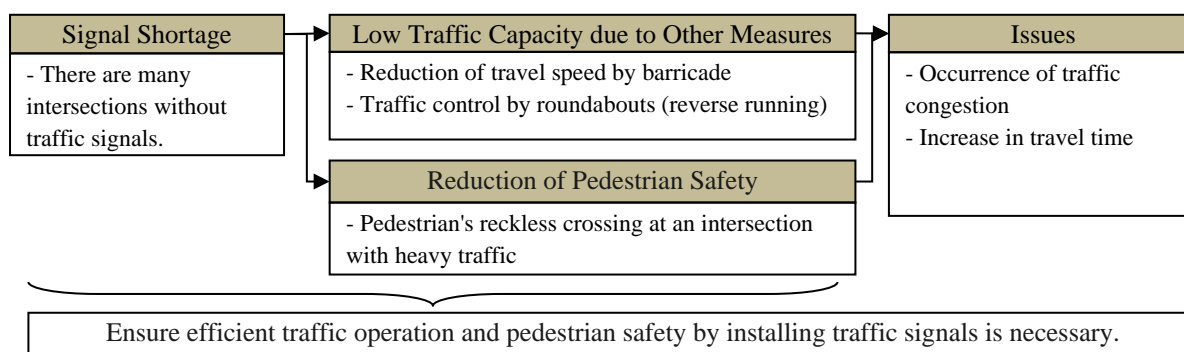 Signal Shortage
- There are many
intersections without
traffic signals.
Low Traffic Capacity due to Other Measures
- Reduction of travel speed by barricade
- Traffic control by roundabouts (reverse running)
Reduction of Pedestrian Safety
- Pedestrian's reckless crossing at an intersection
with heavy traffic
Issues
- Occurrence of traffic
congestion
- Increase in travel time
Ensure efficient traffic operation and pedestrian safety by installing traffic signals is necessary.